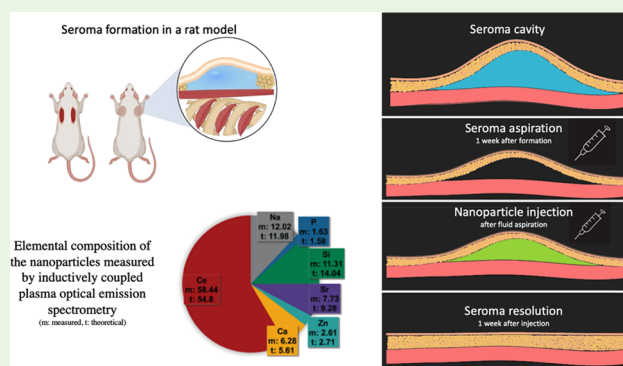 Seroma formation in a rat model
Elemental composition of
the nanoparticles measured
by inductively coupled
plasma optical emission
spectrometry
(m: measured, t: theoretical)
Na
m: 12.02
t: 11.98
P
m: 1.63
t: 1.58
Si
m: 11.31
t: 14.04
Sr
m: 7.73
t: 9.28
Zn
m: 2.61
t: 2.71
Ca
m: 6.28
t: 5.61
Ce
m: 58.44
t: 54.8
Seroma cavity
Seroma aspiration
1 week after formation
Nanoparticle injection
after fluid aspiration
Seroma resolution
1 week after injection